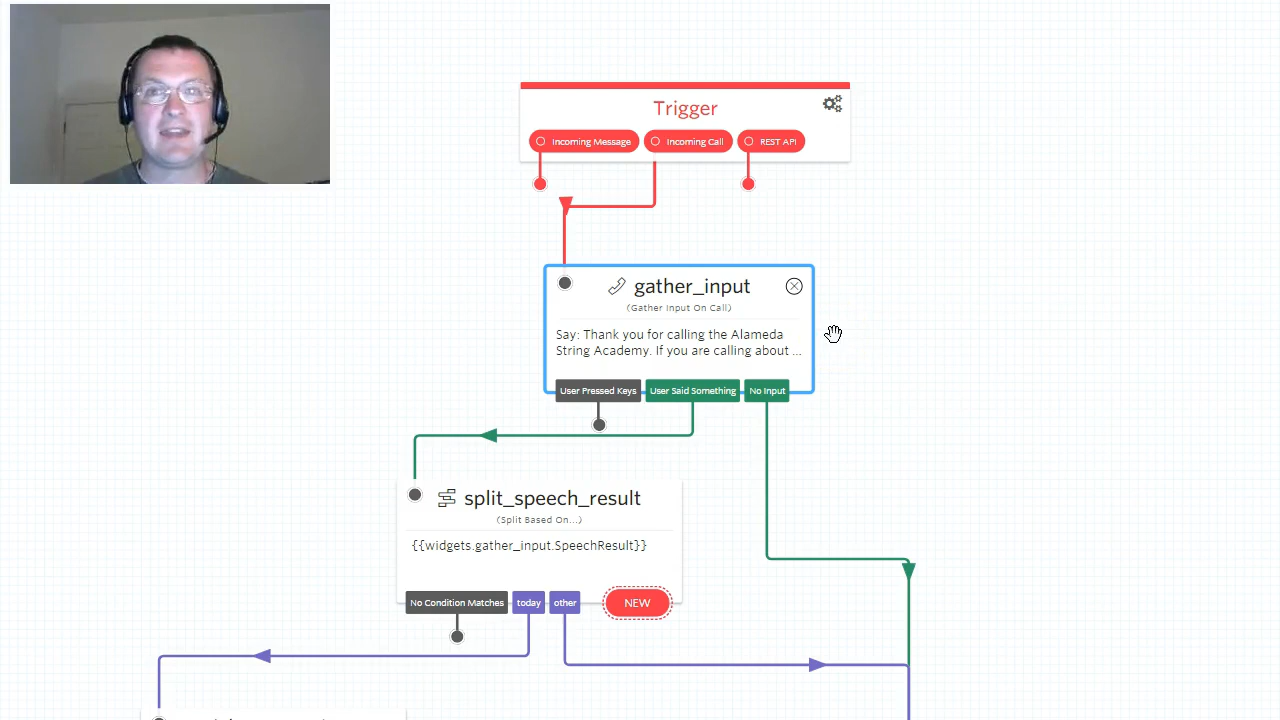 Trigger
Incoming Message
Incoming Call
REST API
gather_input
(Gather Input On Call)
Say: Thank you for calling the Alameda
String Academy. If you are calling about ...
User Pressed Keys
User Said Something
No Input
split_speech_result
(Split Based On...)
{{widgets.gather_input.SpeechResult}}
No Condition Matches
today
other
NEW